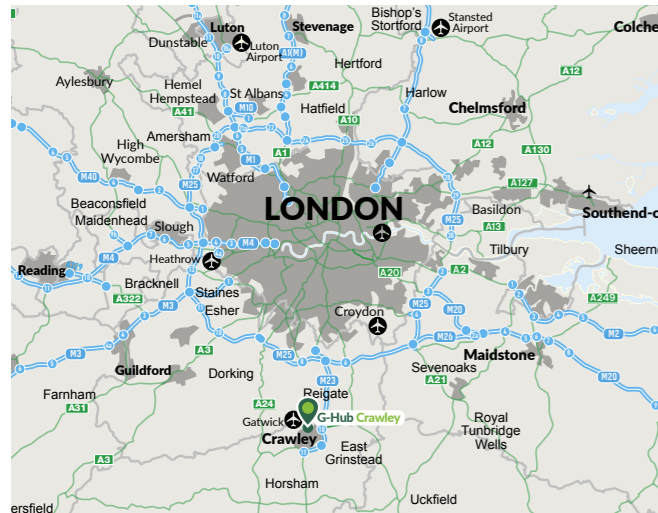 Bishop's
Stortford
Stansted
Airport
Luton
Stevenage
Colche
Dunstable
Luton
Airport
A1(M)
Hertford
A12
Aylesbury
Hemel
Hempstead
St Albans
A414
Harlow
A41
M10
Hatfield
Chelmsford
A10
Amersham
High
Wycombe
A1
A12
A130
M1
Watford
M40
M25
A127
Beaconsfield
Maidenhead
LONDON
Basildon
M25
Southend-o
Slough
A13
M4
M4
Tilbury
Sheerne
Heathrow
Reading
A20
A2
Bracknell
A322
M3
Staines
A249
Esher
Croydon
M25
M20
M2
A3
M26
M3
M25
Maidstone
Guildford
Dorking
Sevenoaks
M23
A21
M20
Farnham
A31
A24
Reigate
G-Hub Crawley
Gatwick
Crawley
Royal
Tunbridge
Wells
East
Grinstead
A3
Horsham
Uckfield
ersfield